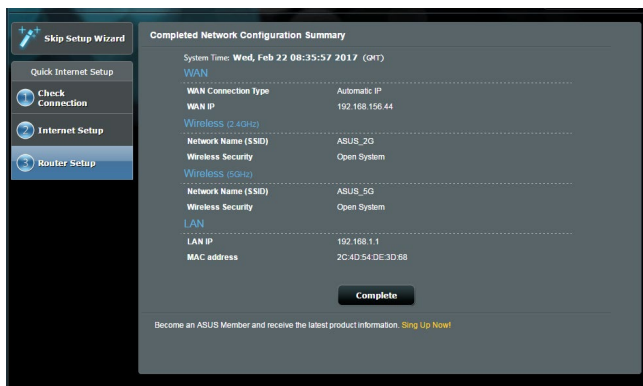 Skip Setup Wizard
Quick Internet Setup
1 Check Connection
2 Internet Setup
3 Router Setup
Completed Network Configuration Summary
System Time: Wed, Feb 22 08:35:57 2017 (GMT)
WAN
WAN Connection Type Automatic IP
WAN IP 192.168.156.44
Wireless (2.4GHz)
Network Name (SSID) ASUS_2G
Wireless Security Open System
Wireless (5GHz)
Network Name (SSID) ASUS_5G
Wireless Security Open System
LAN
LAN IP 192.168.1.1
MAC address 2C:4D:54:DE:3D:68
Complete
Become an ASUS Member and receive the latest product information. Sing Up Now!